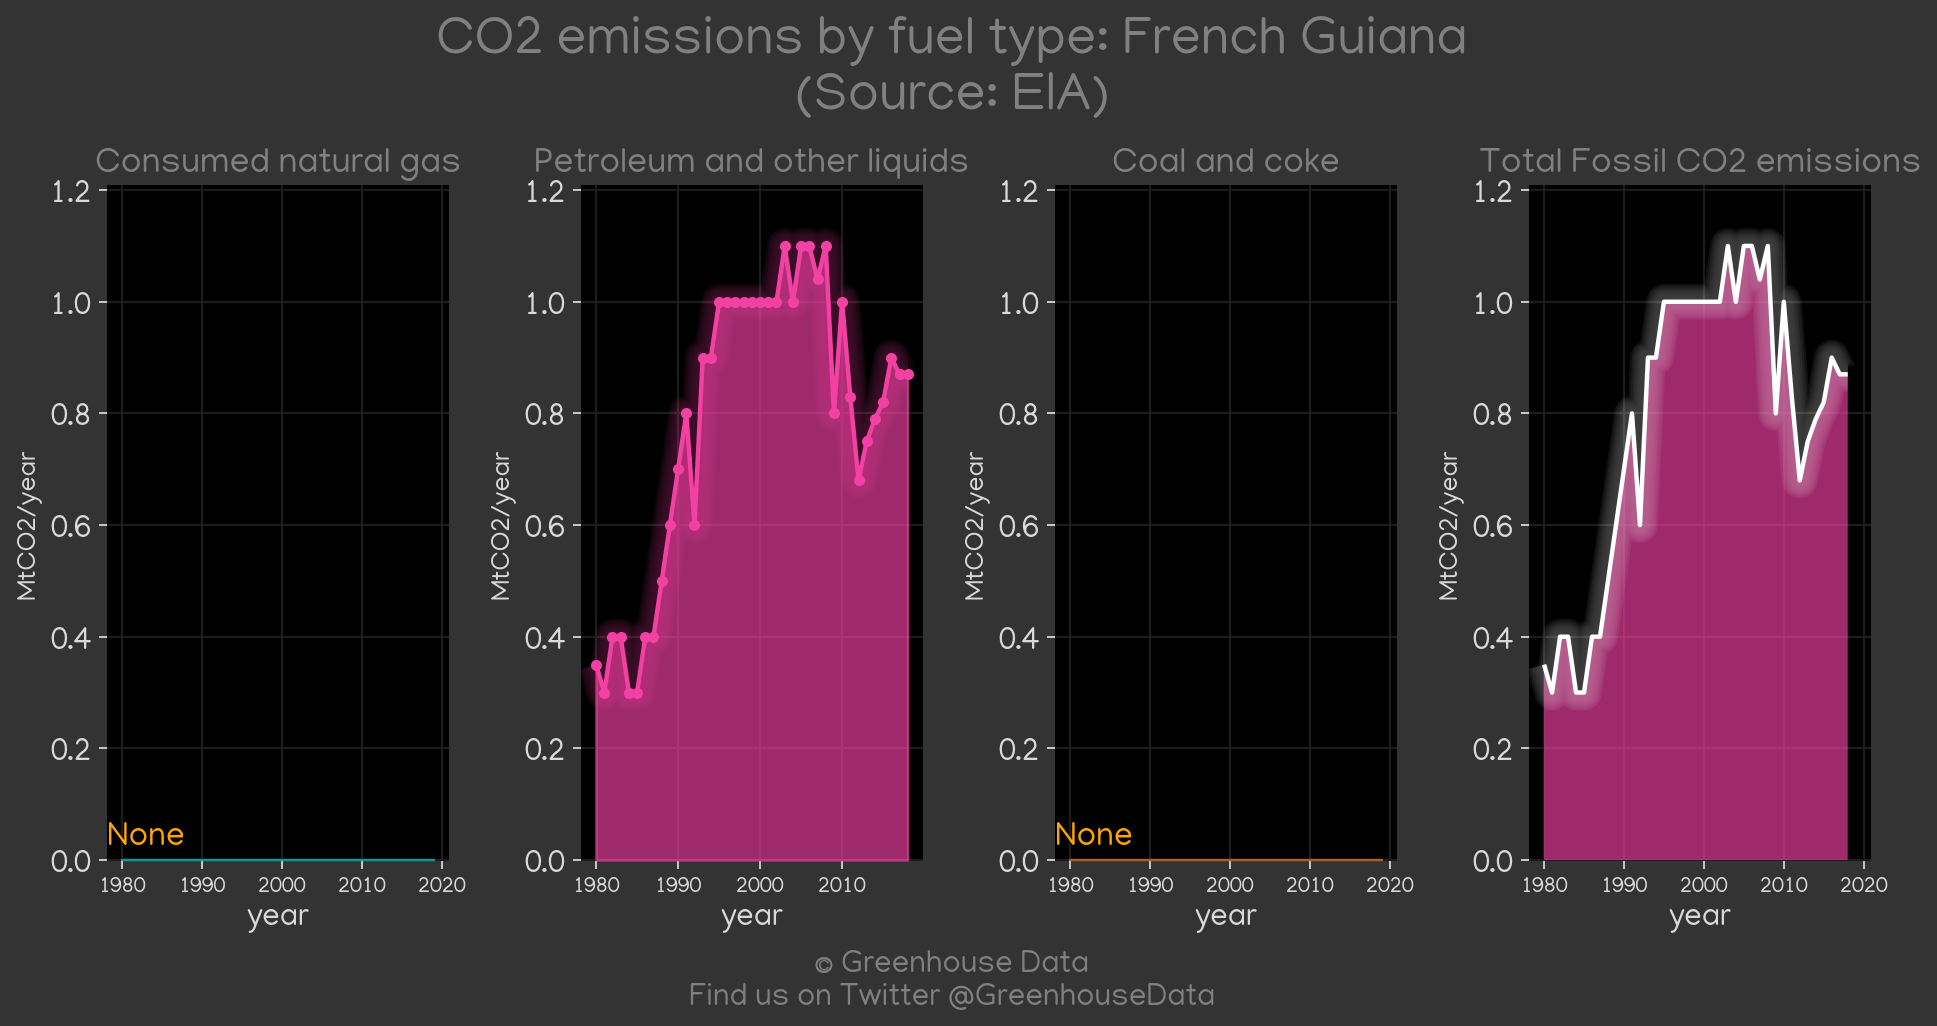 CO2 emissions by fuel type: French Guiana
(Source: EIA)
Consumed natural gas
1.2
1.0
0.8
0.6
0.4
0.2
0.0
MtCO2/year
None
1980 1990 2000 2010 2020
year
Petroleum and other liquids
1.2
1.0
0.8
0.6
0.4
0.2
0.0
MtCO2/year
1980 1990 2000 2010
year
Coal and coke
1.2
1.0
0.8
0.6
0.4
0.2
0.0
MtCO2/year
None
1980 1990 2000 2010 2020
year
Total Fossil CO2 emissions
1.2
1.0
0.8
0.6
0.4
0.2
0.0
MtCO2/year
1980 1990 2000 2010 2020
year
© Greenhouse Data
Find us on Twitter @GreenhouseData